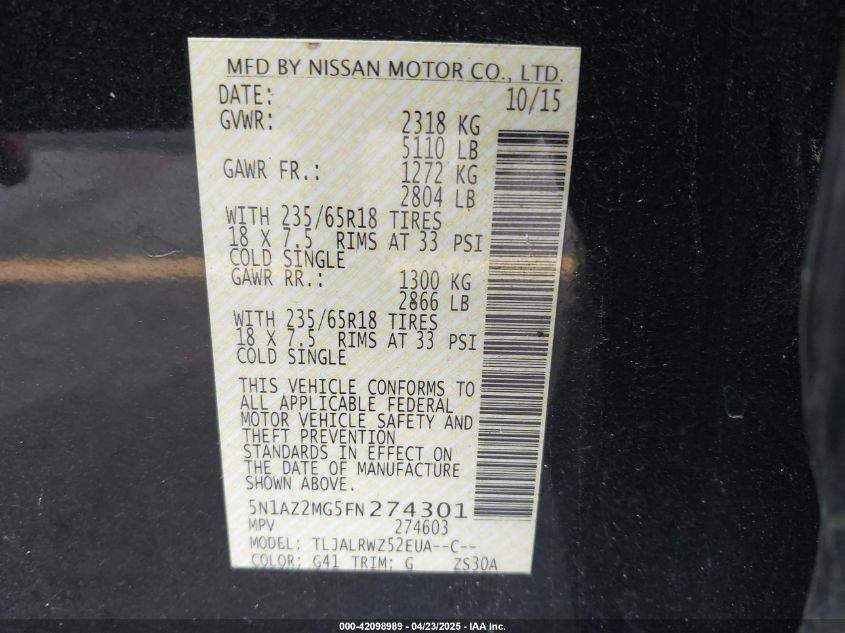 MFD BY NISSAN MOTOR CO., LTD.
DATE: 10/15
GVWR: 2318 KG
5110 LB
GAWR FR.: 1272 KG
2804 LB
WITH 235/65R18 TIRES
18 X 7.5 RIMS AT 33 PSI
COLD SINGLE
GAWR RR.: 1300 KG
2866 LB
WITH 235/65R18 TIRES
18 X 7.5 RIMS AT 33 PSI
COLD SINGLE
THIS VEHICLE CONFORMS TO
ALL APPLICABLE FEDERAL
MOTOR VEHICLE SAFETY AND
THEFT PREVENTION
STANDARDS IN EFFECT ON
THE DATE OF MANUFACTURE
SHOWN ABOVE.
5N1AZ2MG5FN274301
MPV 274603
MODEL: TLJALRWZ52EUA--C--
COLOR: G41 TRIM: G ZS30A
000-42098989 - 04/23/2025 - IAA Inc.